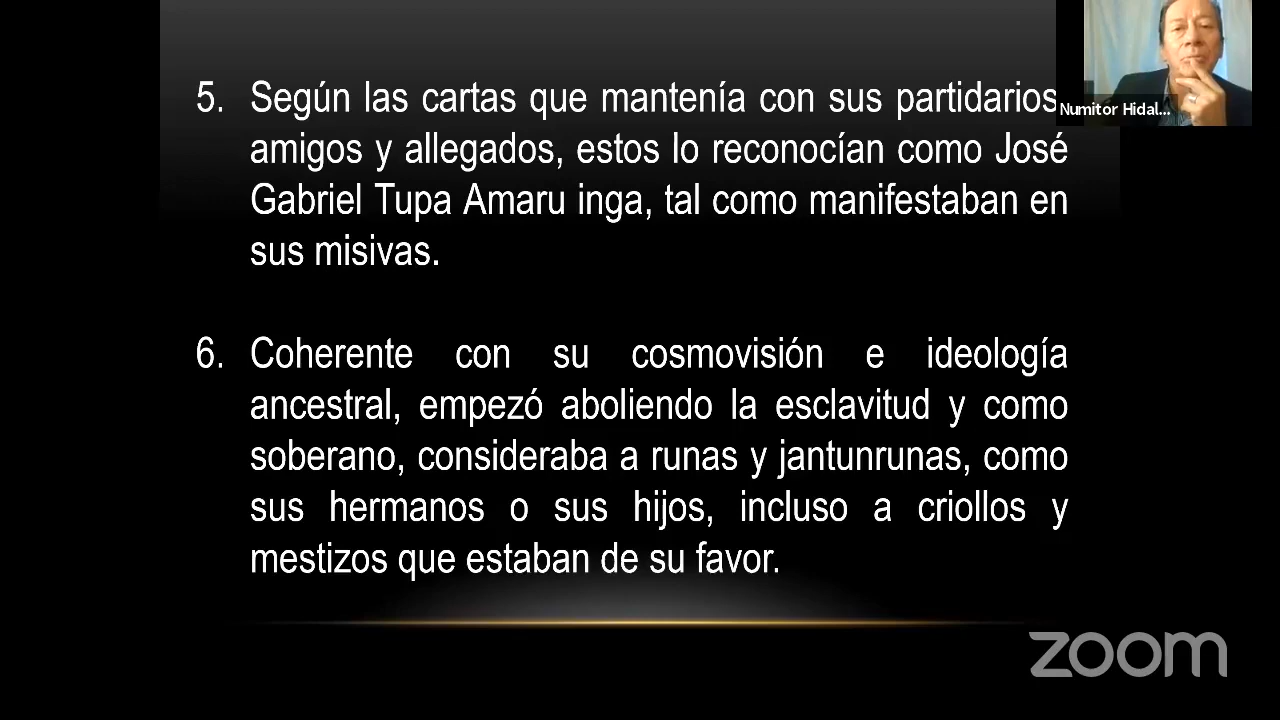 5. Según las cartas que mantenía con sus partidarios
amigos y allegados, estos lo reconocían como José
Gabriel Tupa Amaru inga, tal como manifestaban en
sus misivas.
6. Coherente con su cosmovisión e ideología
ancestral, empezó aboliendo la esclavitud y como
soberano, consideraba a runas y jantunrunas, como
sus hermanos o sus hijos, incluso a criollos y
mestizos que estaban de su favor.
Numitor Hidal...
zoom